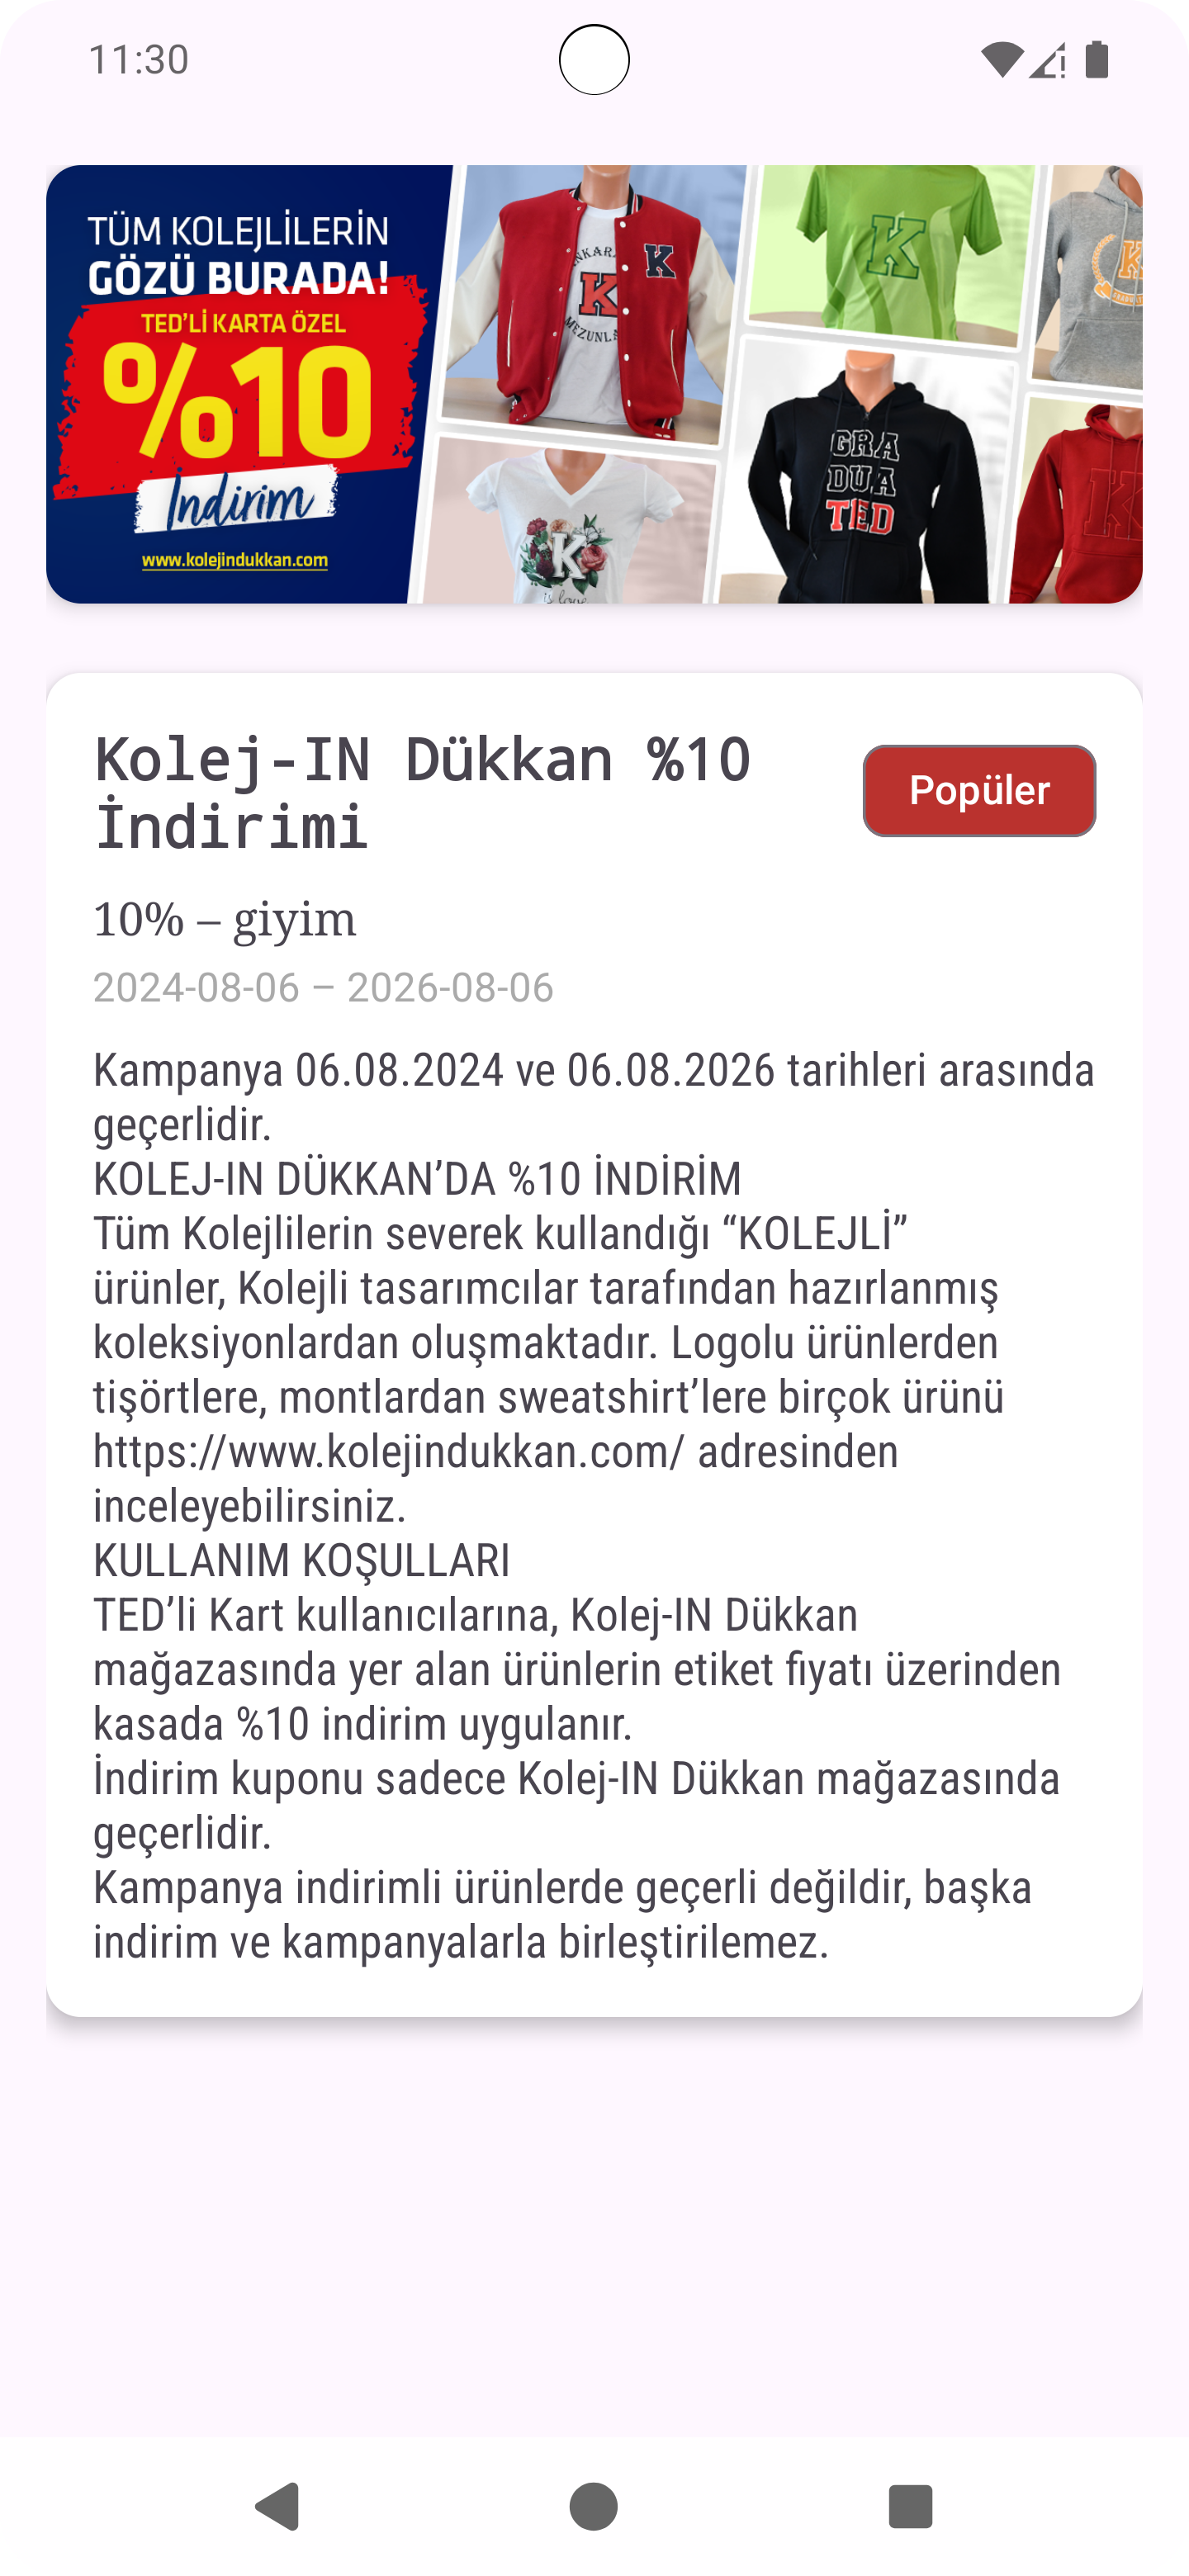 11:30
TÜM KOLEJLİLERİN
GÖZÜ BURADA!
TED'Lİ KARTA ÖZEL
%10
İndirim
www.kolejindukkan.com
K
K
K
K
GRA
DUA
TED
K
is love
K
Kolej-IN Dükkan %10
İndirimi
Popüler
10% – giyim
2024-08-06 – 2026-08-06
Kampanya 06.08.2024 ve 06.08.2026 tarihleri arasında
geçerlidir.
KOLEJ-IN DÜKKAN’DA %10 İNDİRİM
Tüm Kolejlilerin severek kullandığı “KOLEJLİ”
ürünler, Kolejli tasarımcılar tarafından hazırlanmış
koleksiyonlardan oluşmaktadır. Logolu ürünlerden
tişörtlere, montlardan sweatshirt’lere birçok ürünü
https://www.kolejindukkan.com/ adresinden
inceleyebilirsiniz.
KULLANIM KOŞULLARI
TED’li Kart kullanıcılarına, Kolej-IN Dükkan
mağazasında yer alan ürünlerin etiket fiyatı üzerinden
kasada %10 indirim uygulanır.
İndirim kuponu sadece Kolej-IN Dükkan mağazasında
geçerlidir.
Kampanya indirimli ürünlerde geçerli değildir, başka
indirim ve kampanyalarla birleştirilemez.